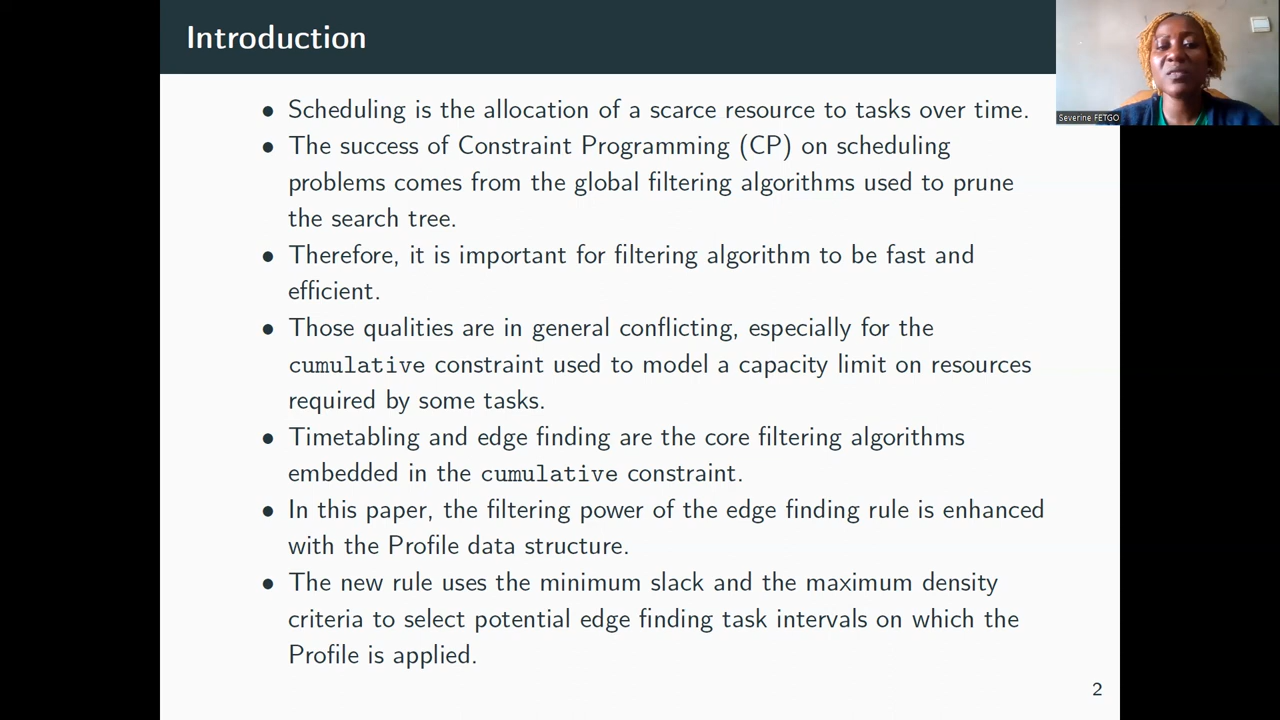 Introduction
Severine FETGO
• Scheduling is the allocation of a scarce resource to tasks over time.
• The success of Constraint Programming (CP) on scheduling
problems comes from the global filtering algorithms used to prune
the search tree.
• Therefore, it is important for filtering algorithm to be fast and
efficient.
• Those qualities are in general conflicting, especially for the
cumulative constraint used to model a capacity limit on resources
required by some tasks.
• Timetabling and edge finding are the core filtering algorithms
embedded in the cumulative constraint.
• In this paper, the filtering power of the edge finding rule is enhanced
with the Profile data structure.
• The new rule uses the minimum slack and the maximum density
criteria to select potential edge finding task intervals on which the
Profile is applied.
2